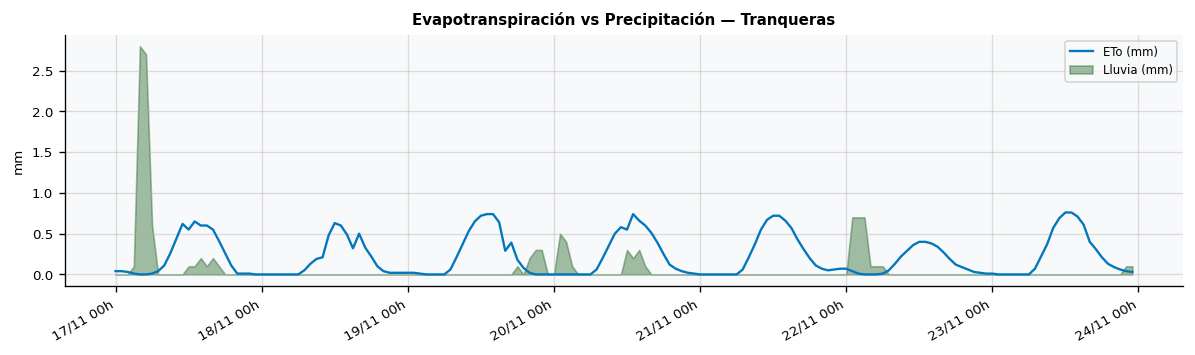 Evapotranspiración vs Precipitación — Tranqueras
ETo (mm)
Lluvia (mm)
mm
2.5
2.0
1.5
1.0
0.5
0.0
17/11 00h
18/11 00h
19/11 00h
20/11 00h
21/11 00h
22/11 00h
23/11 00h
24/11 00h